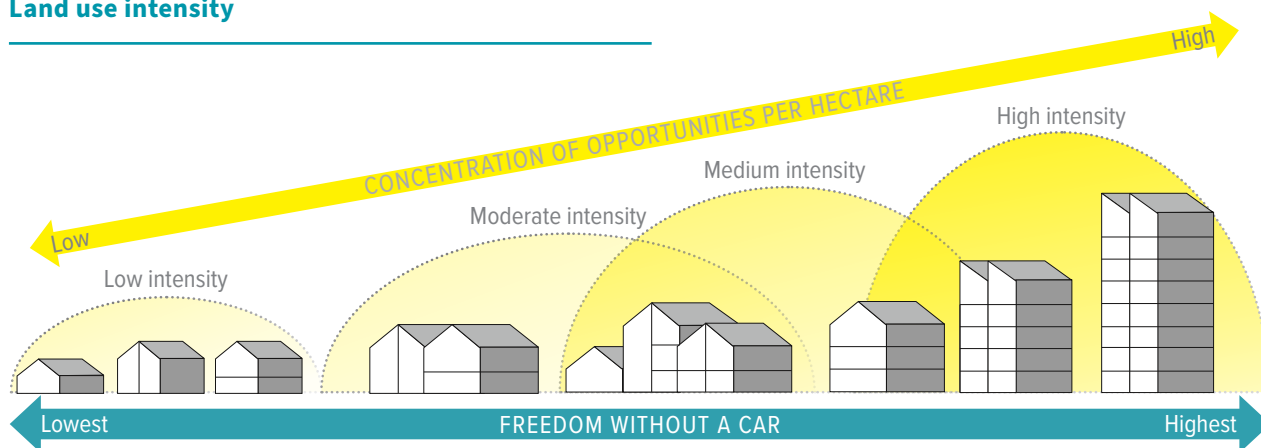 Land use intensity
High
CONCENTRATION OF OPPORTUNITIES PER HECTARE
Low
High intensity
Medium intensity
Moderate intensity
Low intensity
Lowest
FREEDOM WITHOUT A CAR
Highest